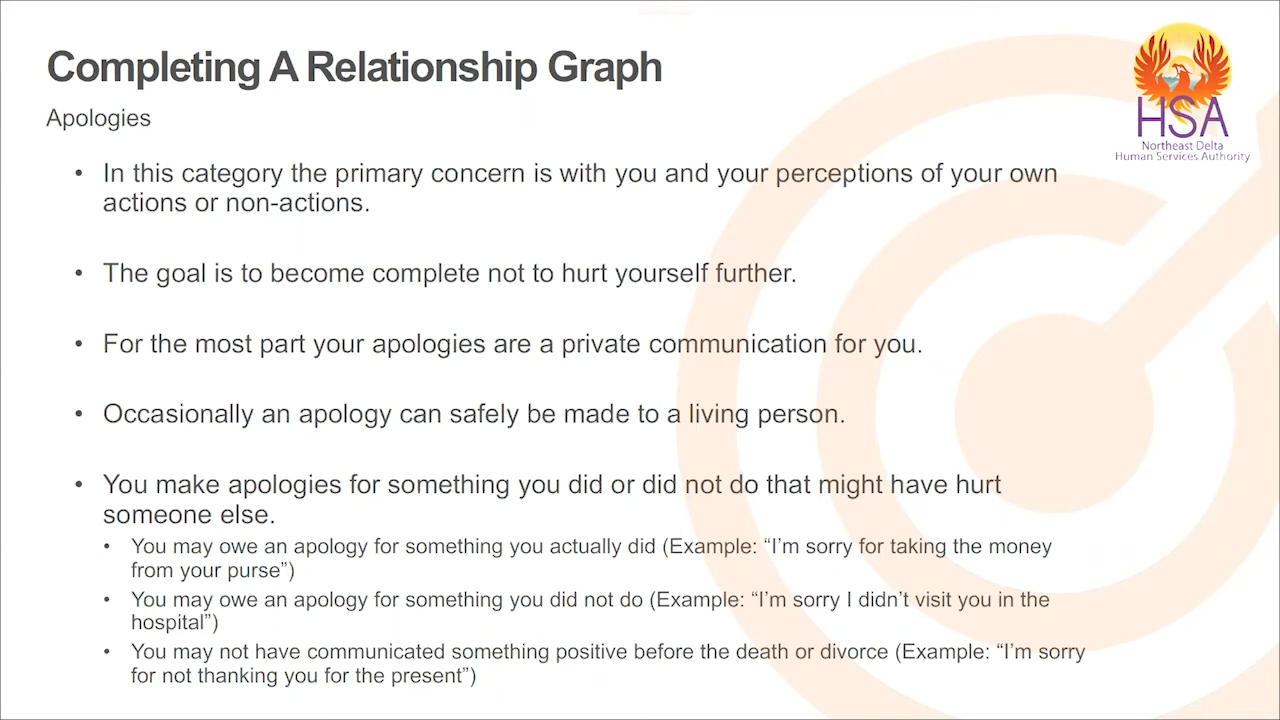 Completing A Relationship Graph
Apologies
• In this category the primary concern is with you and your perceptions of your own
actions or non-actions.
• The goal is to become complete not to hurt yourself further.
• For the most part your apologies are a private communication for you.
• Occasionally an apology can safely be made to a living person.
• You make apologies for something you did or did not do that might have hurt
someone else.
• You may owe an apology for something you actually did (Example: “I’m sorry for taking the money
from your purse”)
• You may owe an apology for something you did not do (Example: “I’m sorry I didn’t visit you in the
hospital”)
• You may not have communicated something positive before the death or divorce (Example: “I’m sorry
for not thanking you for the present”)
HSA
Northeast Delta
Human Services Authority